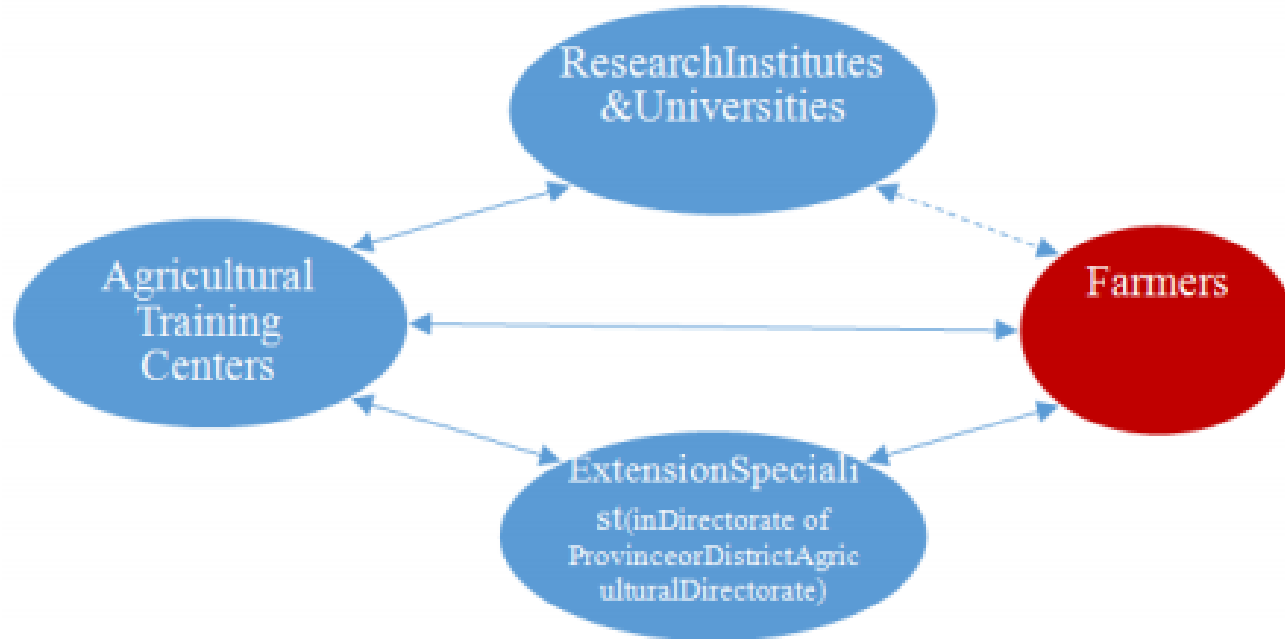 ResearchInstitutes
&Universities
Agricultural
Training
Centers
Farmers
ExtensionSpeciali
st(inDirectorate of
ProvinceorDistrictAgric
ulturalDirectorate)